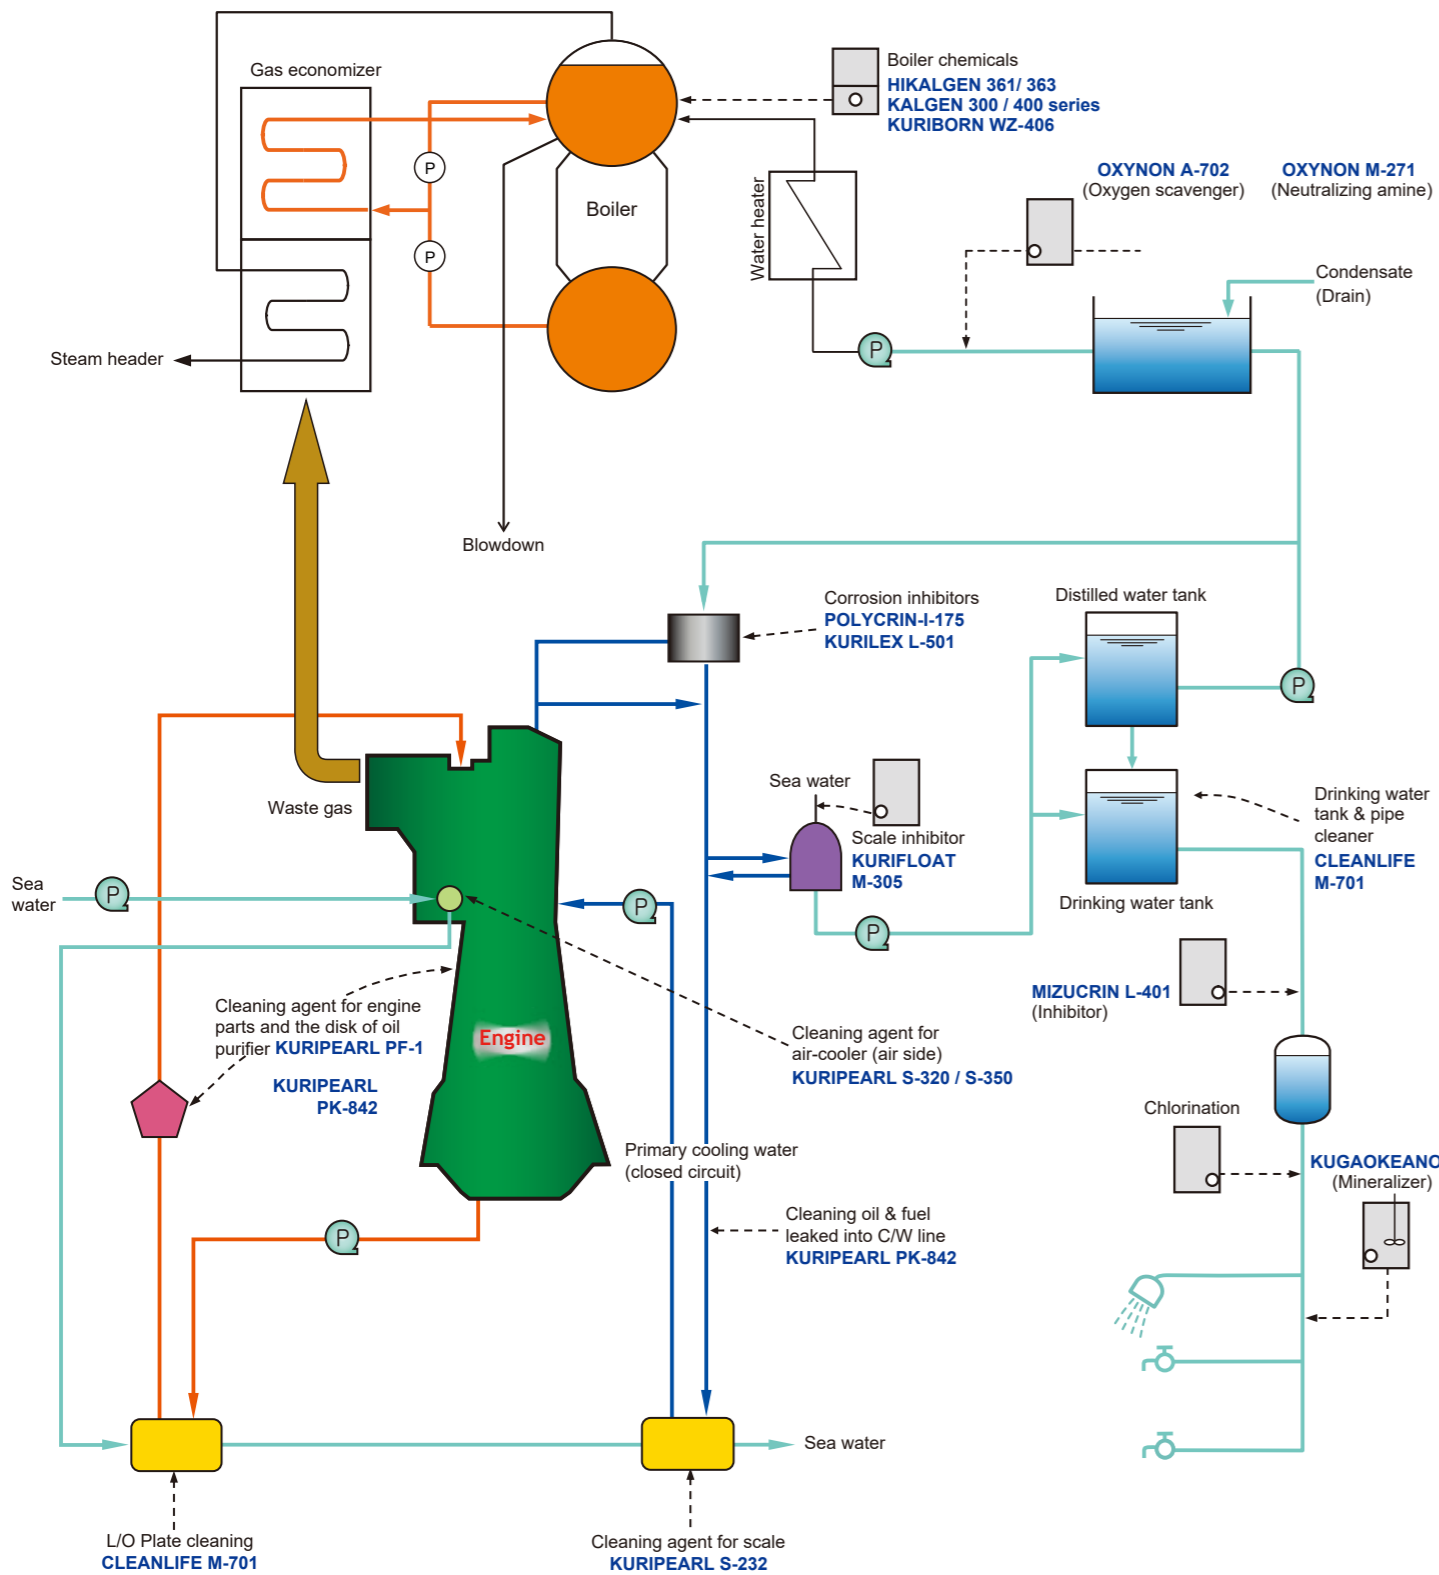 Gas economizer
Boiler chemicals
HIKALGEN 361/ 363
KALGEN 300 / 400 series
KURIBORN WZ-406
P
P
Boiler
Water heater
OXYNON A-702
(Oxygen scavenger)
OXYNON M-271
(Neutralizing amine)
Condensate
(Drain)
P
Steam header
Blowdown
Corrosion inhibitors
POLYCRIN-I-175
KURILEX L-501
Distilled water tank
P
Waste gas
Sea water
Scale inhibitor
KURIFLOAT
M-305
Drinking water
tank & pipe
cleaner
CLEANLIFE
M-701
Drinking water tank
Sea
water
P
P
P
MIZUCRIN L-401
(Inhibitor)
Cleaning agent for engine
parts and the disk of oil
purifier KURIPEARL PF-1
KURIPEARL
PK-842
Engine
Cleaning agent for
air-cooler (air side)
KURIPEARL S-320 / S-350
Chlorination
Primary cooling water
(closed circuit)
KUGAOKEANO
(Mineralizer)
Cleaning oil & fuel
leaked into C/W line
KURIPEARL PK-842
P
Sea water
L/O Plate cleaning
CLEANLIFE M-701
Cleaning agent for scale
KURIPEARL S-232